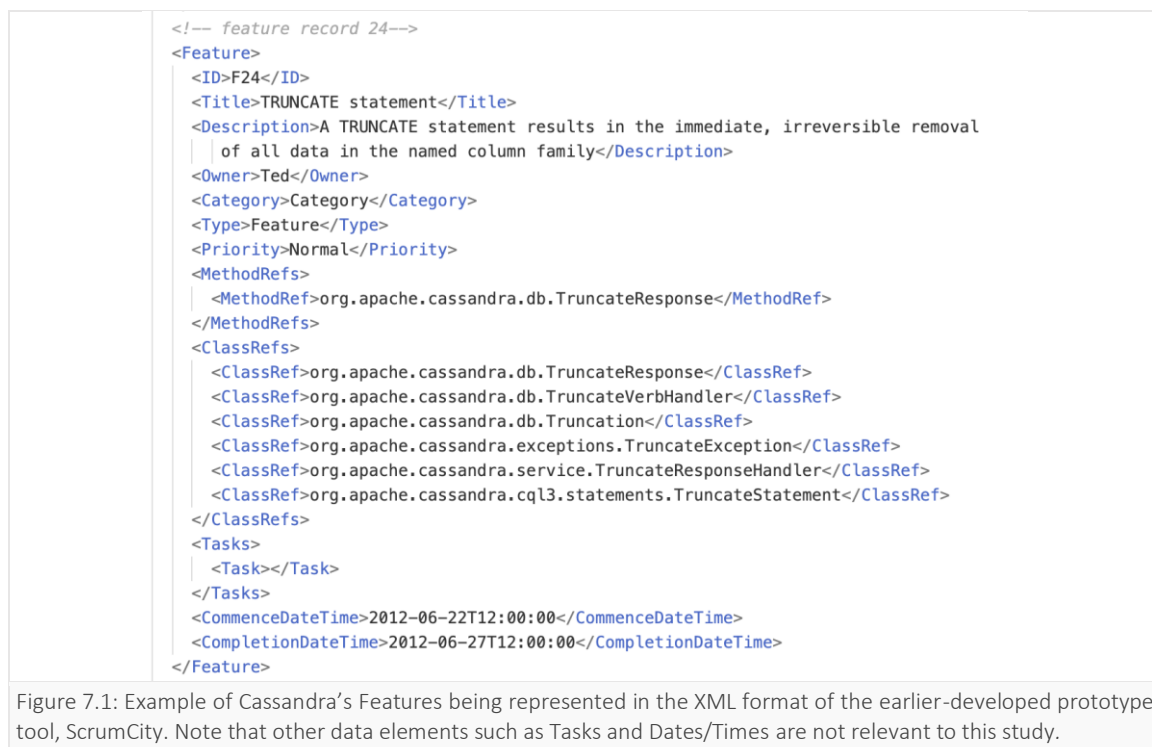 <!-- feature record 24-->
<Feature>
<ID>F24</ID>
<Title>TRUNCATE statement</Title>
<Description>A TRUNCATE statement results in the immediate, irreversible removal
of all data in the named column family</Description>
<Owner>Ted</Owner>
<Category>Category</Category>
<Type>Feature</Type>
<Priority>Normal</Priority>
<MethodRefs>
<MethodRef>org.apache.cassandra.db.TruncateResponse</MethodRef>
</MethodRefs>
<ClassRefs>
<ClassRef>org.apache.cassandra.db.TruncateResponse</ClassRef>
<ClassRef>org.apache.cassandra.db.TruncateVerbHandler</ClassRef>
<ClassRef>org.apache.cassandra.db.Truncation</ClassRef>
<ClassRef>org.apache.cassandra.exceptions.TruncateException</ClassRef>
<ClassRef>org.apache.cassandra.service.TruncateResponseHandler</ClassRef>
<ClassRef>org.apache.cassandra.cql3.statements.TruncateStatement</ClassRef>
</ClassRefs>
<Tasks>
<Task></Task>
</Tasks>
<CommenceDateTime>2012-06-22T12:00:00</CommenceDateTime>
<CompletionDateTime>2012-06-27T12:00:00</CompletionDateTime>
</Feature>
Figure 7.1: Example of Cassandra’s Features being represented in the XML format of the earlier-developed prototype
tool, ScrumCity. Note that other data elements such as Tasks and Dates/Times are not relevant to this study.